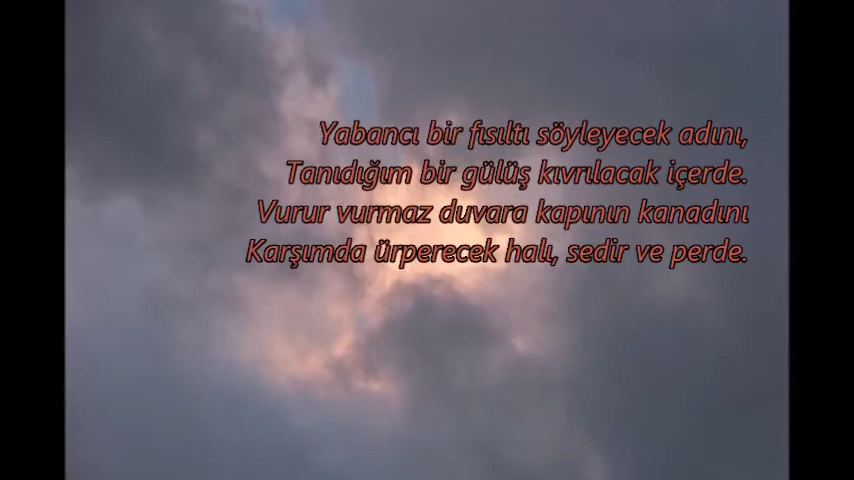 Yabancı bir fısıltı söyleyecek adını,
Tanıdığım bir gülüş kıvrılacak içerde.
Vurur vurmaz duvara kapının kanadını
Karşımda ürperecek halı, sedir ve perde.